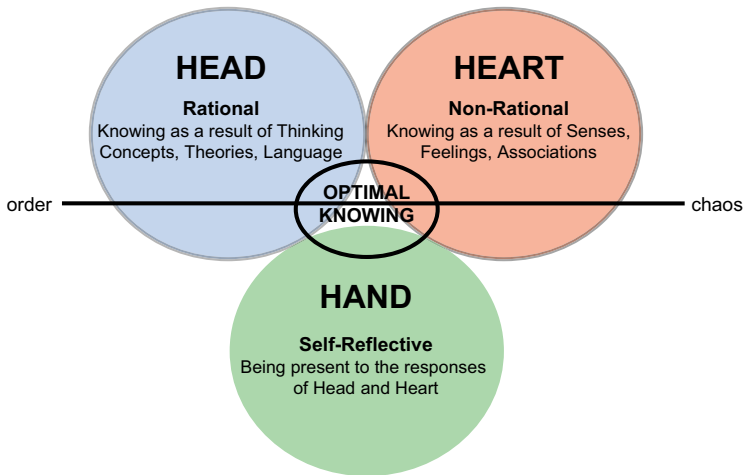 HEAD
Rational
Knowing as a result of Thinking
Concepts, Theories, Language
HEART
Non-Rational
Knowing as a result of Senses,
Feelings, Associations
order
OPTIMAL
KNOWING
chaos
HAND
Self-Reflective
Being present to the responses
of Head and Heart